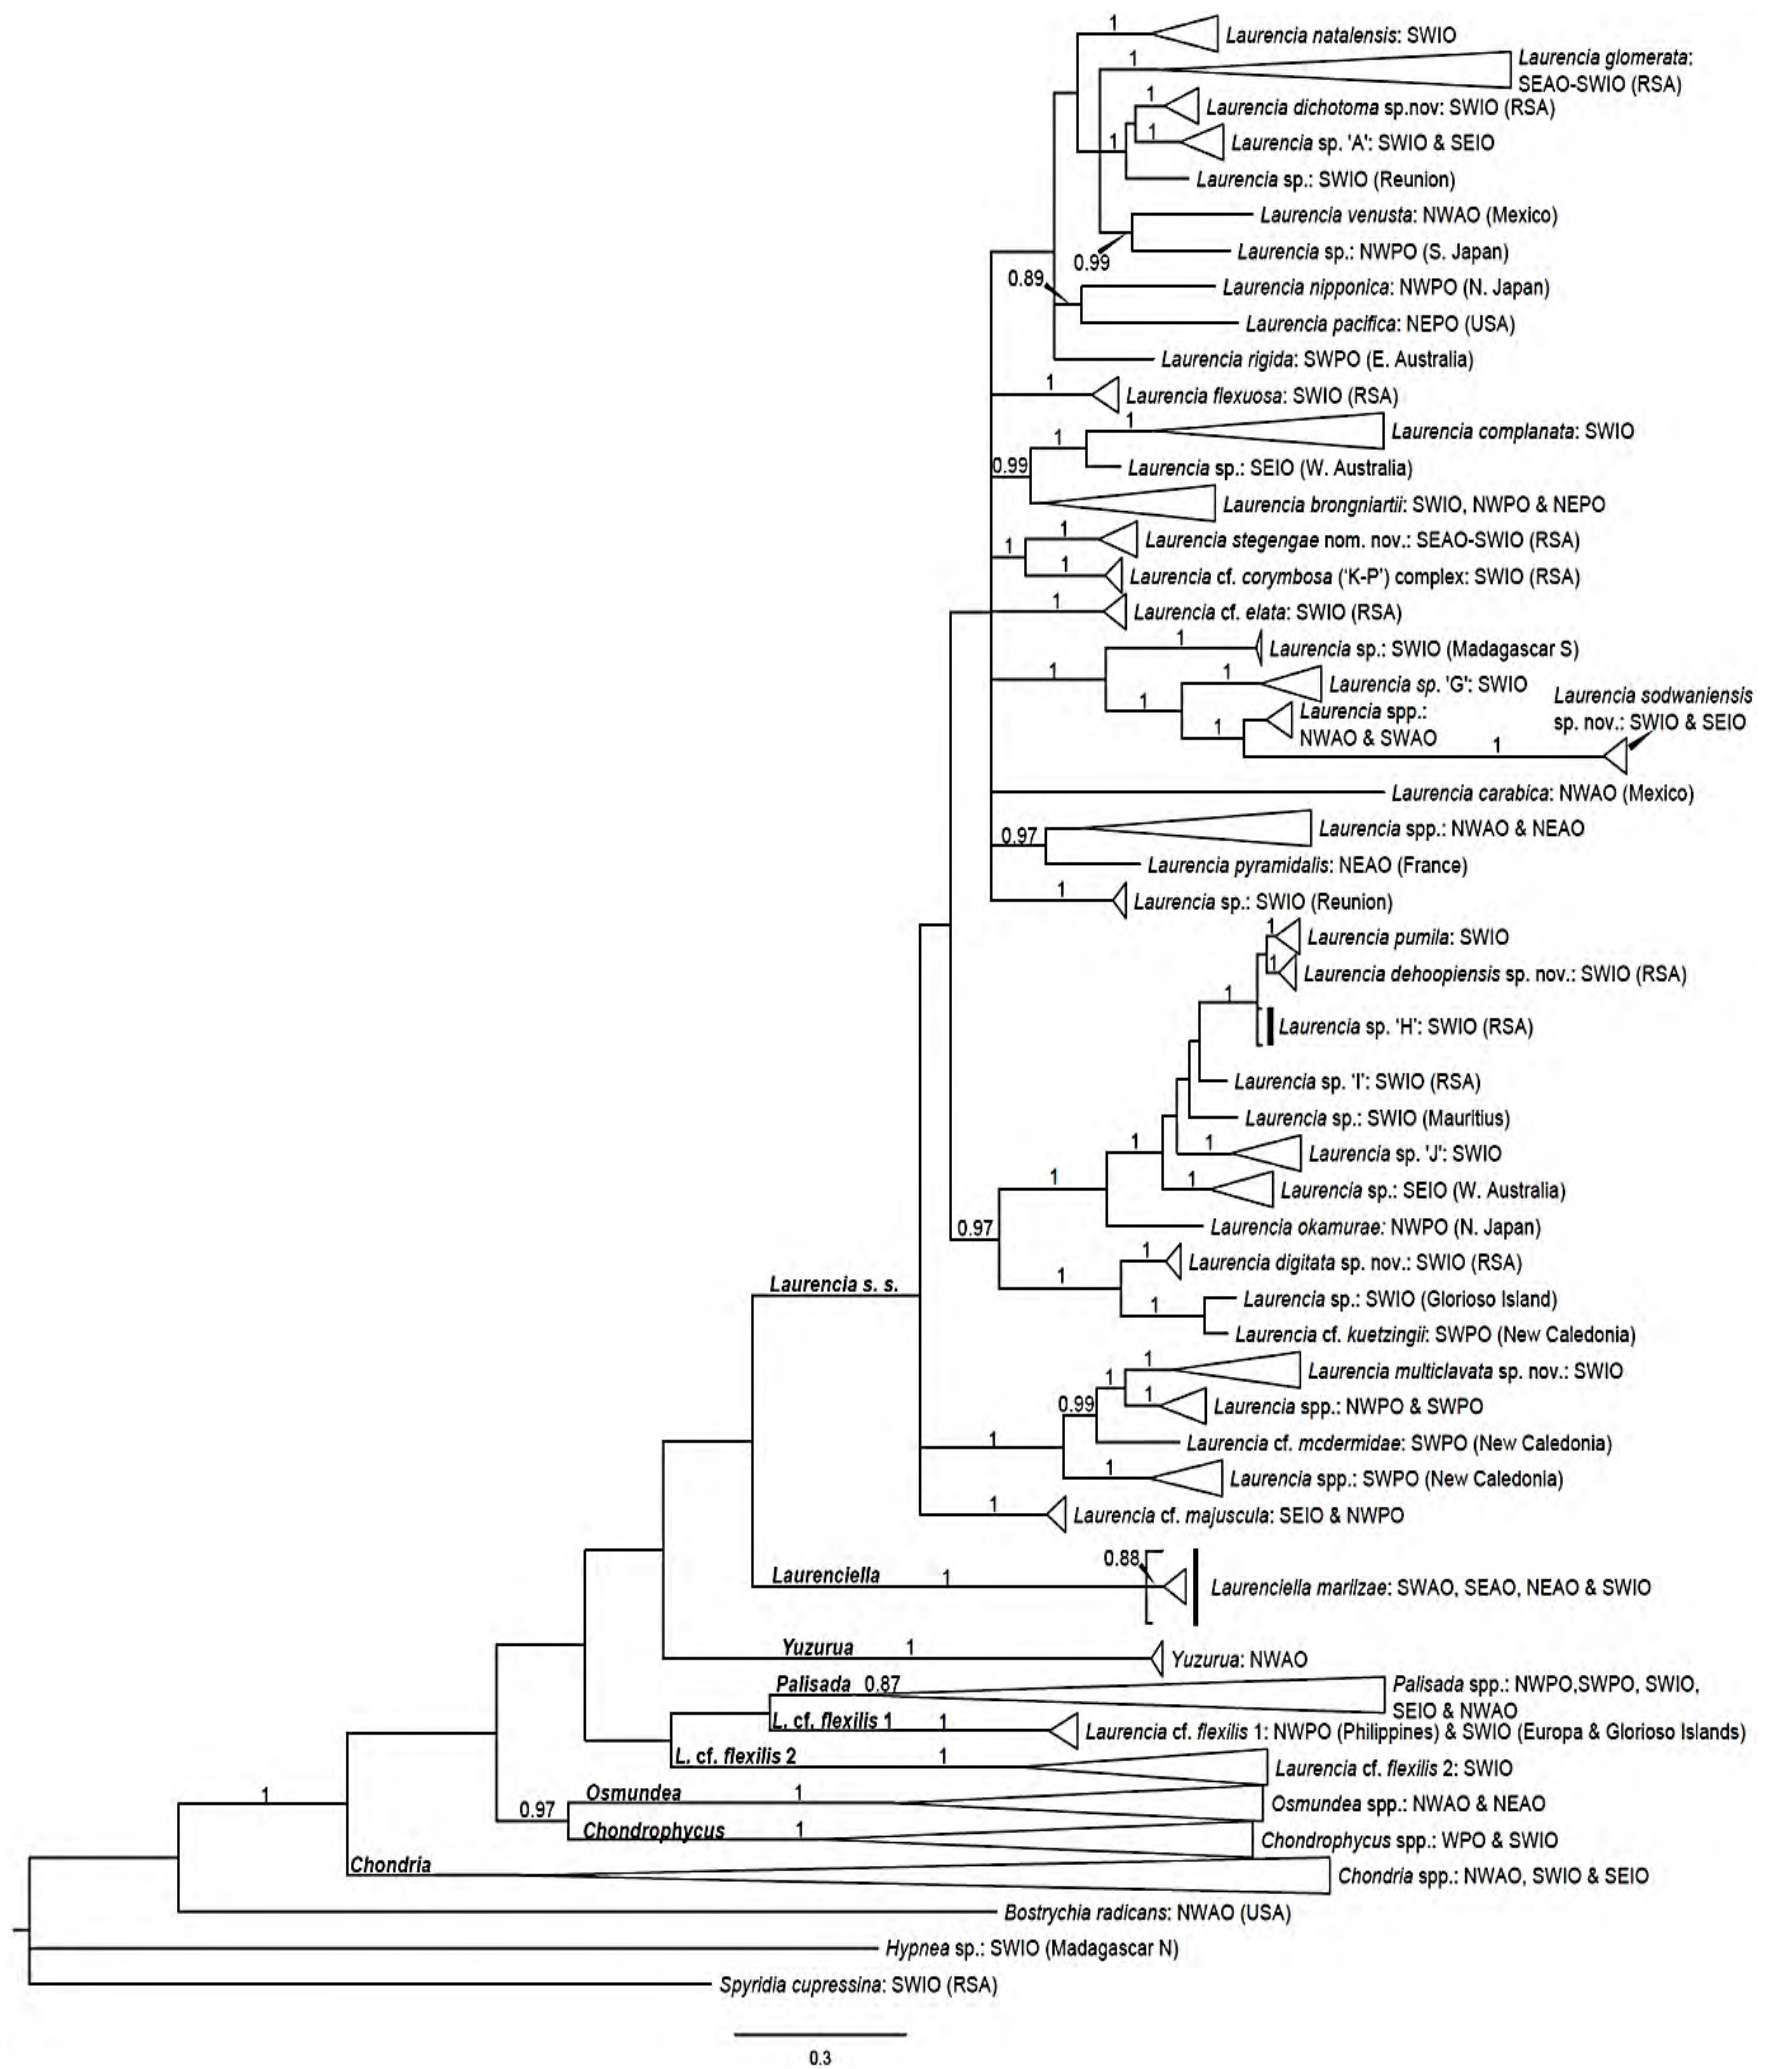 1
Laurencia natalensis: SWIO
1
Laurencia glomerata:
SEAO-SWIO (RSA)
1
Laurencia dichotoma sp.nov: SWIO (RSA)
1
1
Laurencia sp. 'A': SWIO & SEIO
Laurencia sp.: SWIO (Reunion)
Laurencia venusta: NWAO (Mexico)
0.99
Laurencia sp.: NWPO (S. Japan)
0.89
Laurencia nipponica: NWPO (N. Japan)
Laurencia pacifica: NEPO (USA)
Laurencia rigida: SWPO (E. Australia)
1
Laurencia flexuosa: SWIO (RSA)
1
1
Laurencia complanata: SWIO
0.99
Laurencia sp.: SEIO (W. Australia)
Laurencia brongniartii: SWIO, NWPO & NEPO
1
1
Laurencia stegengae nom. nov.: SEAO-SWIO (RSA)
1
Laurencia cf. corymbosa ('K-P') complex: SWIO (RSA)
1
Laurencia cf. elata: SWIO (RSA)
1
1
Laurencia sp.: SWIO (Madagascar S)
1
1
Laurencia sp. 'G': SWIO
1
Laurencia spp.:
NWAO & SWAO
1
Laurencia sodwaniensis
sp. nov.: SWIO & SEIO
Laurencia carabica: NWAO (Mexico)
0.97
Laurencia spp.: NWAO & NEAO
Laurencia pyramidalis: NEAO (France)
1
Laurencia sp.: SWIO (Reunion)
1
Laurencia pumila: SWIO
1
Laurencia dehoopiensis sp. nov.: SWIO (RSA)
1
Laurencia sp. 'H': SWIO (RSA)
Laurencia sp. 'I': SWIO (RSA)
Laurencia sp.: SWIO (Mauritius)
1
1
Laurencia sp. 'J': SWIO
1
1
Laurencia sp.: SEIO (W. Australia)
0.97
Laurencia okamurae: NWPO (N. Japan)
1
1
Laurencia digitata sp. nov.: SWIO (RSA)
Laurencia s. s.
1
Laurencia sp.: SWIO (Glorioso Island)
Laurencia cf. kuetzingii: SWPO (New Caledonia)
1
1
Laurencia multiclavata sp. nov.: SWIO
0.99
1
Laurencia spp.: NWPO & SWPO
1
Laurencia cf. mcdermidae: SWPO (New Caledonia)
1
Laurencia spp.: SWPO (New Caledonia)
1
Laurencia cf. majuscula: SEIO & NWPO
Laurenciella
1
0.88
Laurenciella marilzae: SWAO, SEAO, NEAO & SWIO
Yuzurua
1
Yuzurua: NWAO
Palisada 0.87
Palisada spp.: NWPO,SWPO, SWIO,
SEIO & NWAO
L. cf. flexilis 1
1
Laurencia cf. flexilis 1: NWPO (Philippines) & SWIO (Europa & Glorioso Islands)
L. cf. flexilis 2
1
Laurencia cf. flexilis 2: SWIO
0.97
Osmundea
1
Osmundea spp.: NWAO & NEAO
Chondrophycus
1
Chondrophycus spp.: WPO & SWIO
1
Chondria
Chondria spp.: NWAO, SWIO & SEIO
Bostrychia radicans: NWAO (USA)
Hypnea sp.: SWIO (Madagascar N)
Spyridia cupressina: SWIO (RSA)
0.3